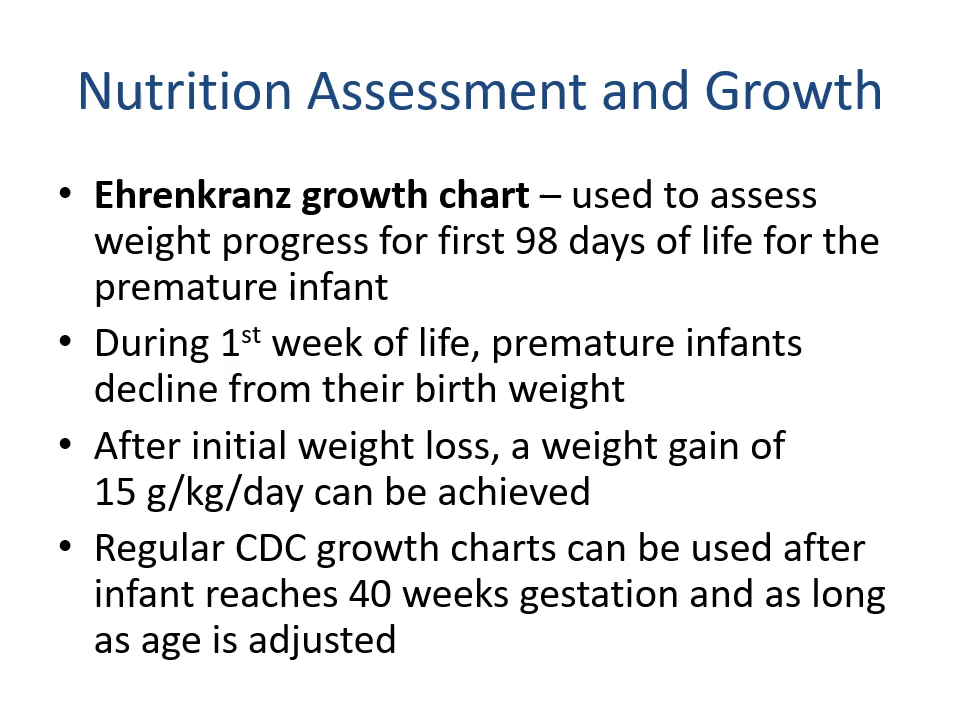 Nutrition Assessment and Growth
• Ehrenkranz growth chart – used to assess
weight progress for first 98 days of life for the
premature infant
• During 1st week of life, premature infants
decline from their birth weight
• After initial weight loss, a weight gain of
15 g/kg/day can be achieved
• Regular CDC growth charts can be used after
infant reaches 40 weeks gestation and as long
as age is adjusted